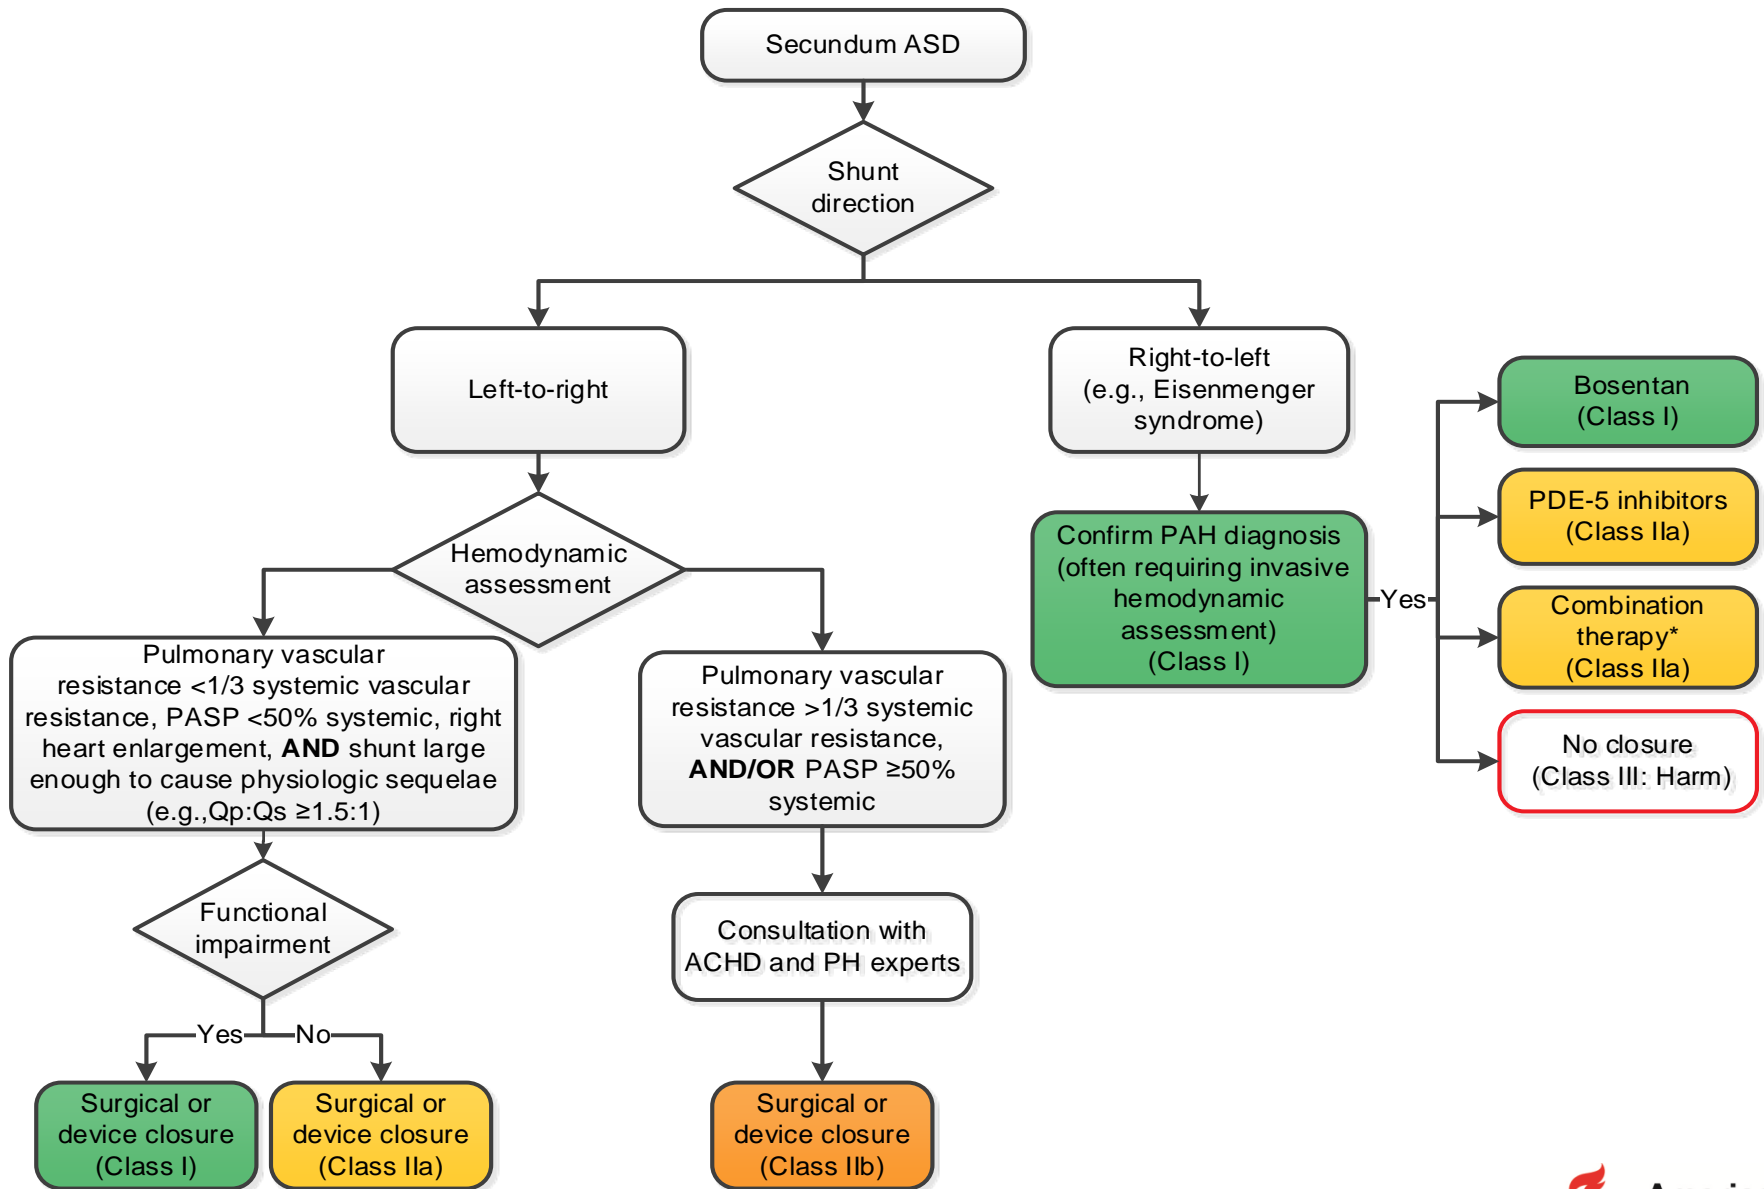 Secundum ASD
Shunt
direction
Left-to-right
Right-to-left
(e.g., Eisenmenger
syndrome)
Hemodynamic
assessment
Confirm PAH diagnosis
(often requiring invasive
hemodynamic
assessment)
(Class I)
Yes
Bosentan
(Class I)
PDE-5 inhibitors
(Class IIa)
Combination
therapy*
(Class IIa)
No closure
(Class III: Harm)
Pulmonary vascular
resistance <1/3 systemic vascular
resistance, PASP <50% systemic, right
heart enlargement, AND shunt large
enough to cause physiologic sequelae
(e.g.,Qp:Qs ≥1.5:1)
Pulmonary vascular
resistance >1/3 systemic
vascular resistance,
AND/OR PASP ≥50%
systemic
Functional
impairment
Consultation with
ACHD and PH experts
Yes
No
Surgical or
device closure
(Class I)
Surgical or
device closure
(Class IIa)
Surgical or
device closure
(Class IIb)